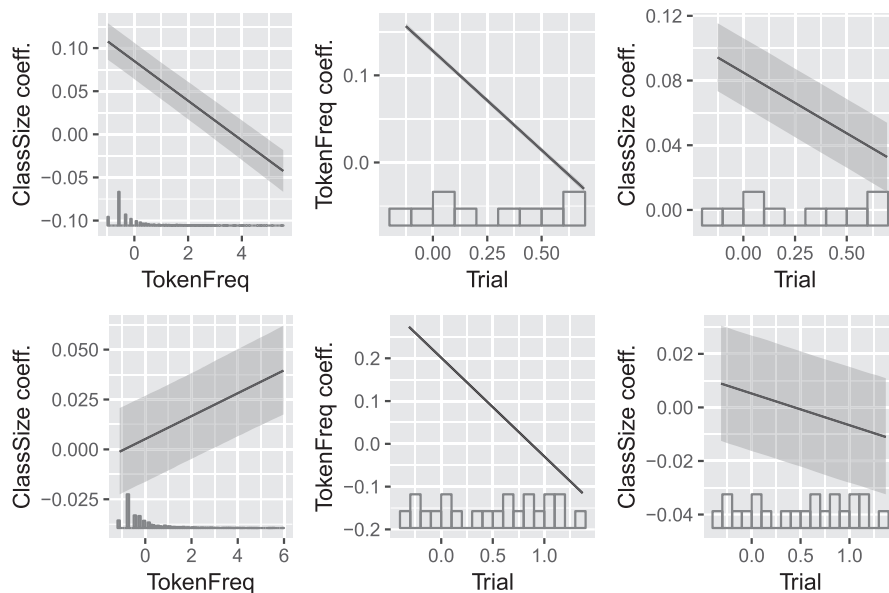 ClassSize coeff.
0.10
0.05
0.00
−0.05
−0.10
0 2 4
TokenFreq
TokenFreq coeff.
0.1
0.0
0.00 0.25 0.50
Trial
ClassSize coeff.
0.12
0.08
0.04
0.00
0.00 0.25 0.50
Trial
ClassSize coeff.
0.050
0.025
0.000
−0.025
0 2 4 6
TokenFreq
TokenFreq coeff.
0.2
0.1
0.0
−0.1
−0.2
0.0 0.5 1.0
Trial
ClassSize coeff.
0.02
0.00
−0.02
−0.04
0.0 0.5 1.0
Trial